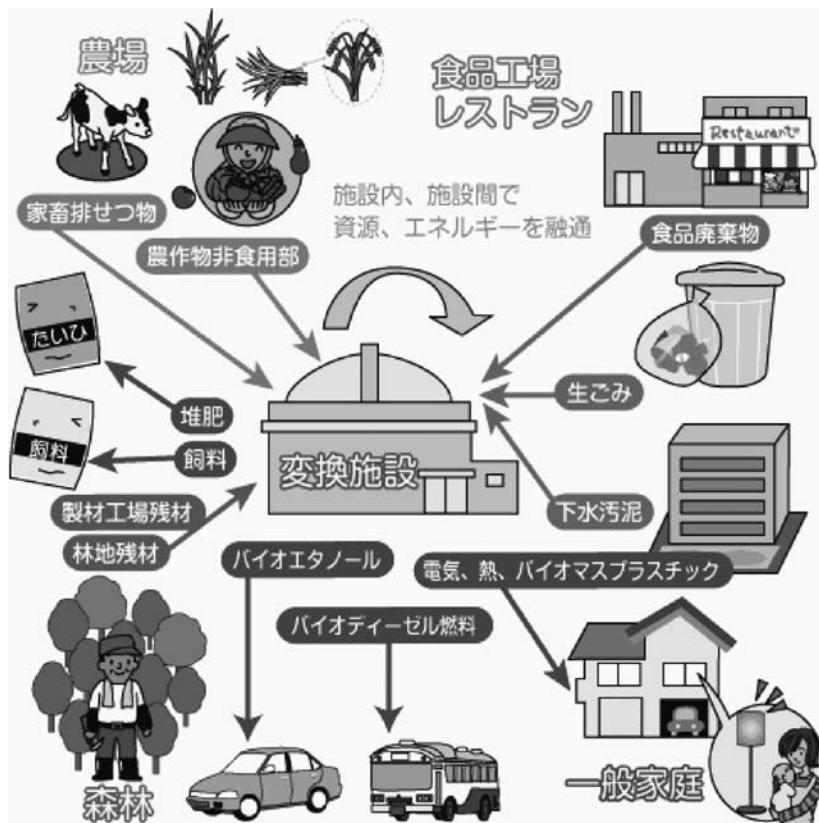 農場
食品工場
レストラン
Restaurant
家畜排せつ物
施設内、施設間で
資源、エネルギーを融通
食品廃棄物
農作物非食用部
たいひ
生ごみ
堆肥
飼料
飼料
変換施設
製材工場残材
下水汚泥
林地残材
バイオエタノール
電気、熱、バイオマスプラスチック
バイオディーゼル燃料
森林
一般家庭